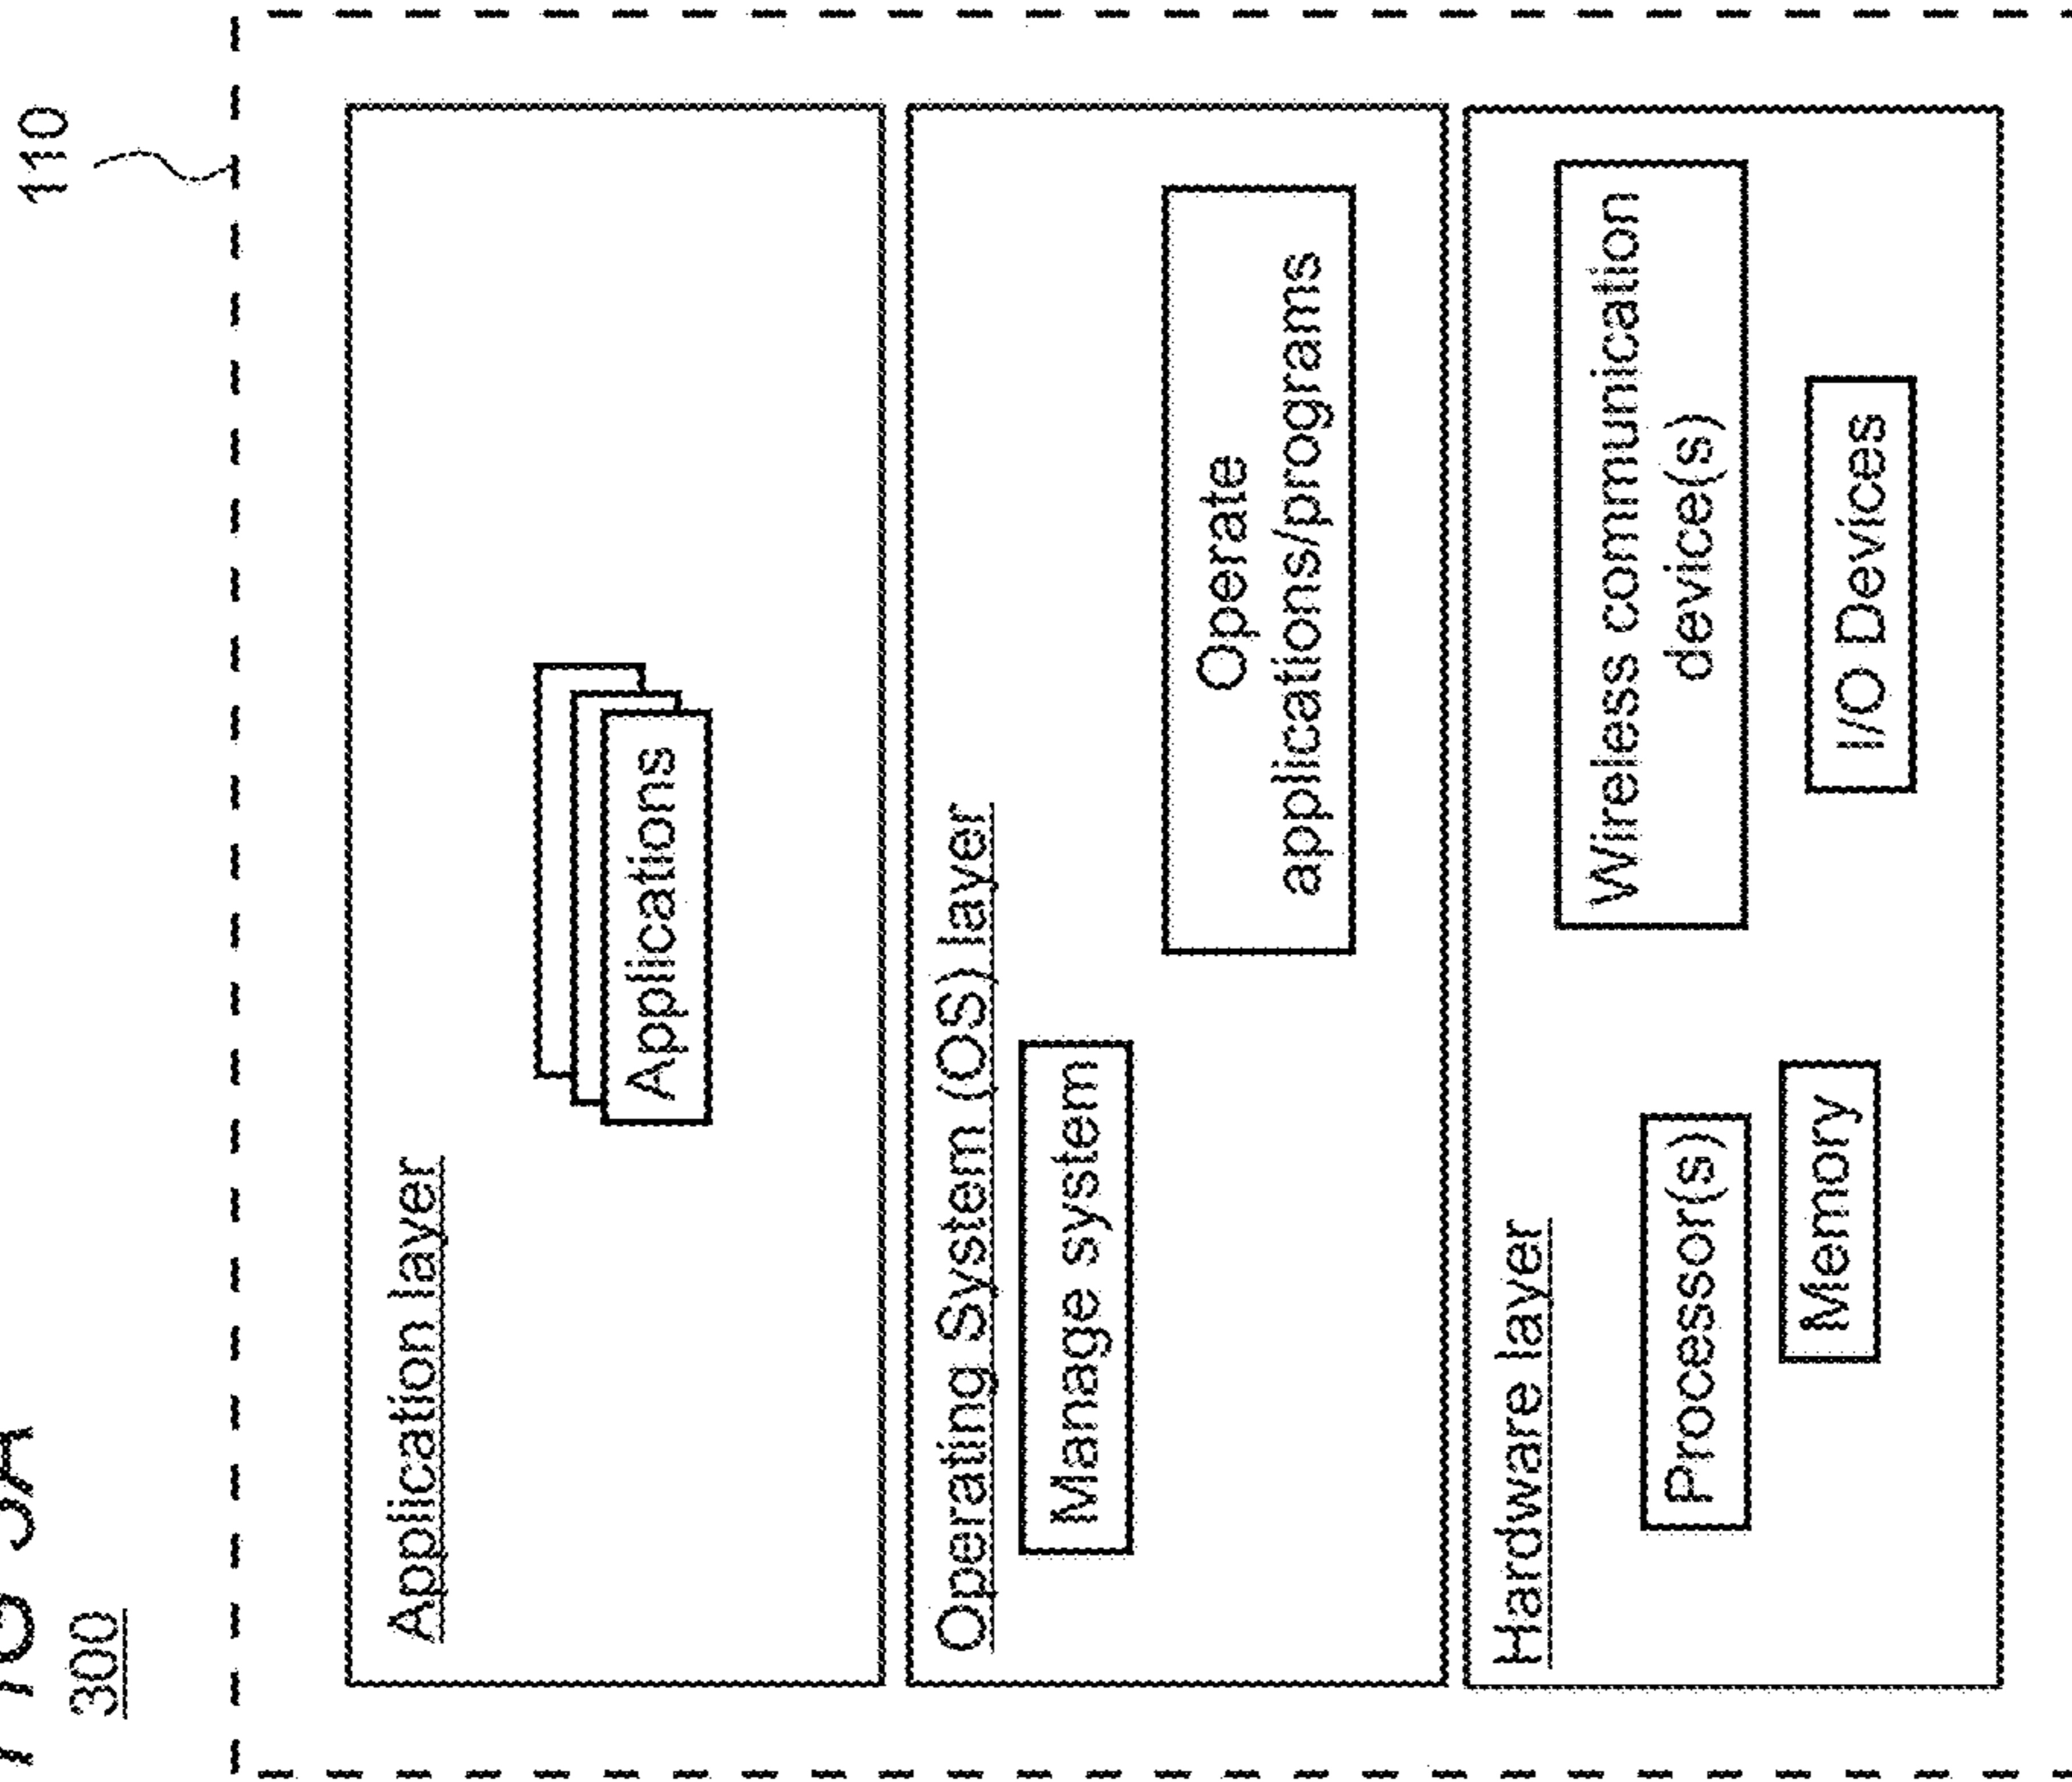 FIG 3A
300
110
Application layer
Applications
Operating System (OS) layer
Manage system
Operate
applications/programs
Hardware layer
Processor(s)
Memory
Wireless communication
device(s)
I/O Devices